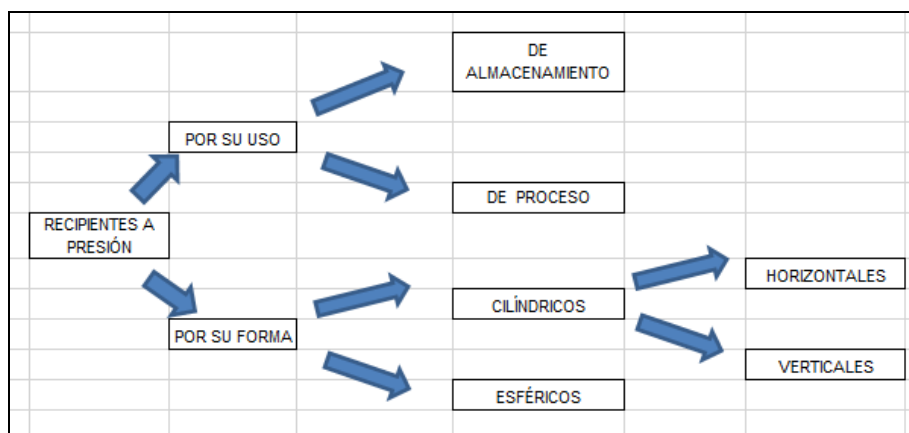 DE
ALMACENAMIENTO
POR SU USO
DE PROCESO
RECIPIENTES A
PRESIÓN
HORIZONTALES
CILÍNDRICOS
POR SU FORMA
VERTICALES
ESFÉRICOS